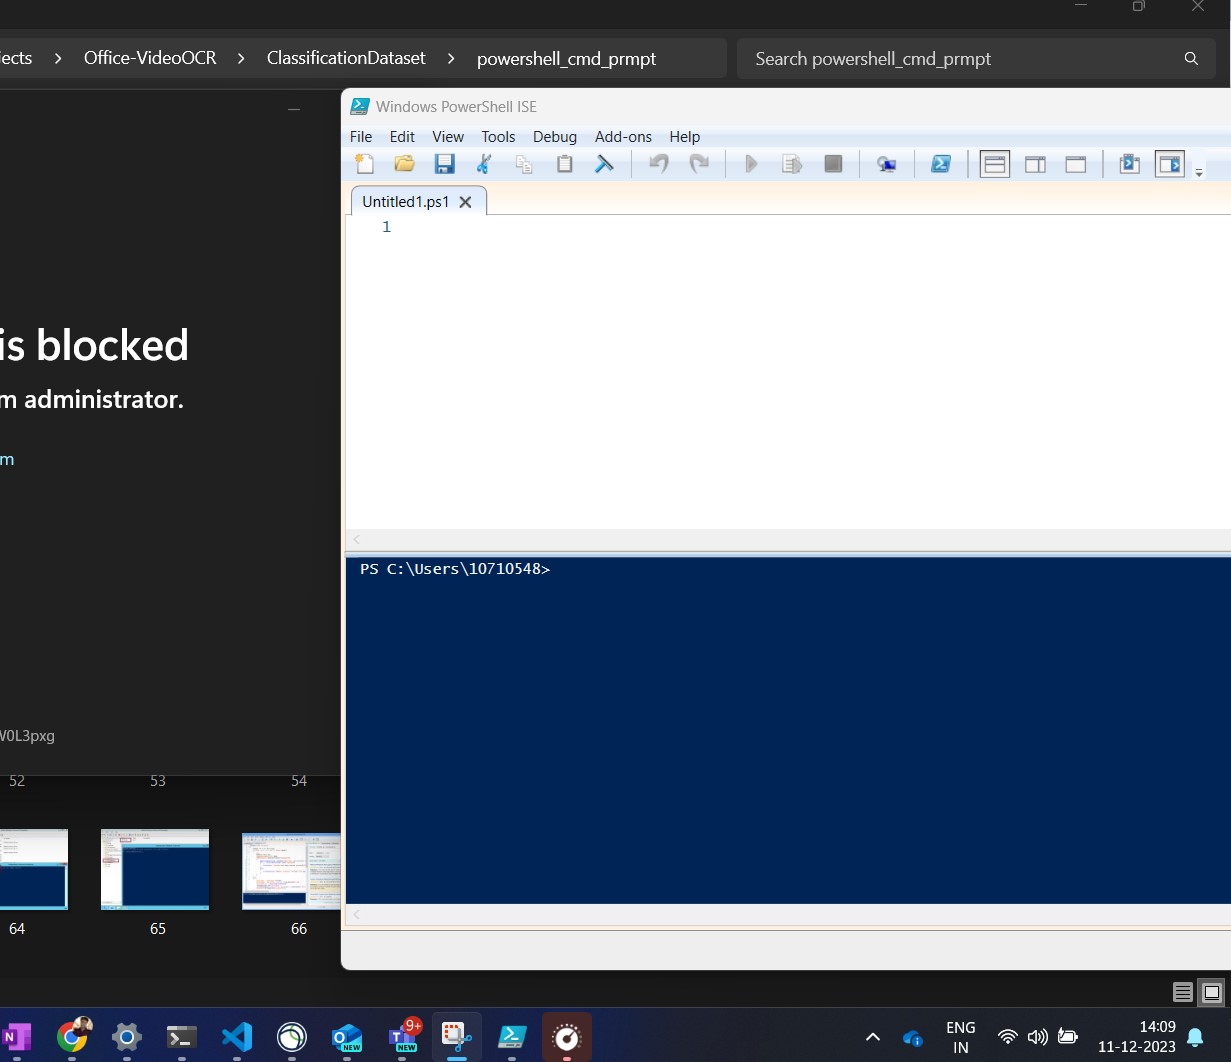 jects > Office-VideoOCR > ClassificationDataset > powershell_cmd_prmpt
Search powershell_cmd_prmpt
Windows PowerShell ISE
File Edit View Tools Debug Add-ons Help
Untitled1.ps1
1
is blocked
m administrator.
m
PS C:\Users\10710548>
W0L3pxg
52 53 54
64 65 66
N
NEW
9+
NEW
ENG
IN
14:09
11-12-2023